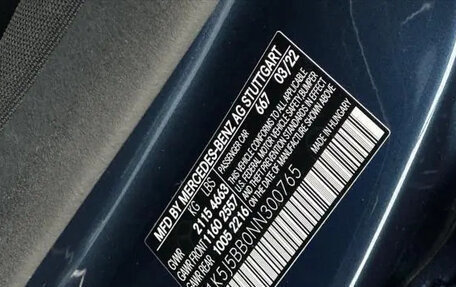 MFD BY MERCEDES-BENZ AG STUTTGART
KG LBS PASSENGER CAR 667 03/22
GVWR 2115 4663
GAWR FRONT 1160 2557
GAWR REAR 1005 2216
THIS VEHICLE CONFORMS TO ALL APPLICABLE
U.S. FEDERAL MOTOR VEHICLE SAFETY BUMPER
AND THEFT PREVENTION STANDARDS IN
EFFECT ON THE DATE OF MANUFACTURE SHOWN ABOVE
MADE IN HUNGARY
1K5J5BB0NN300765